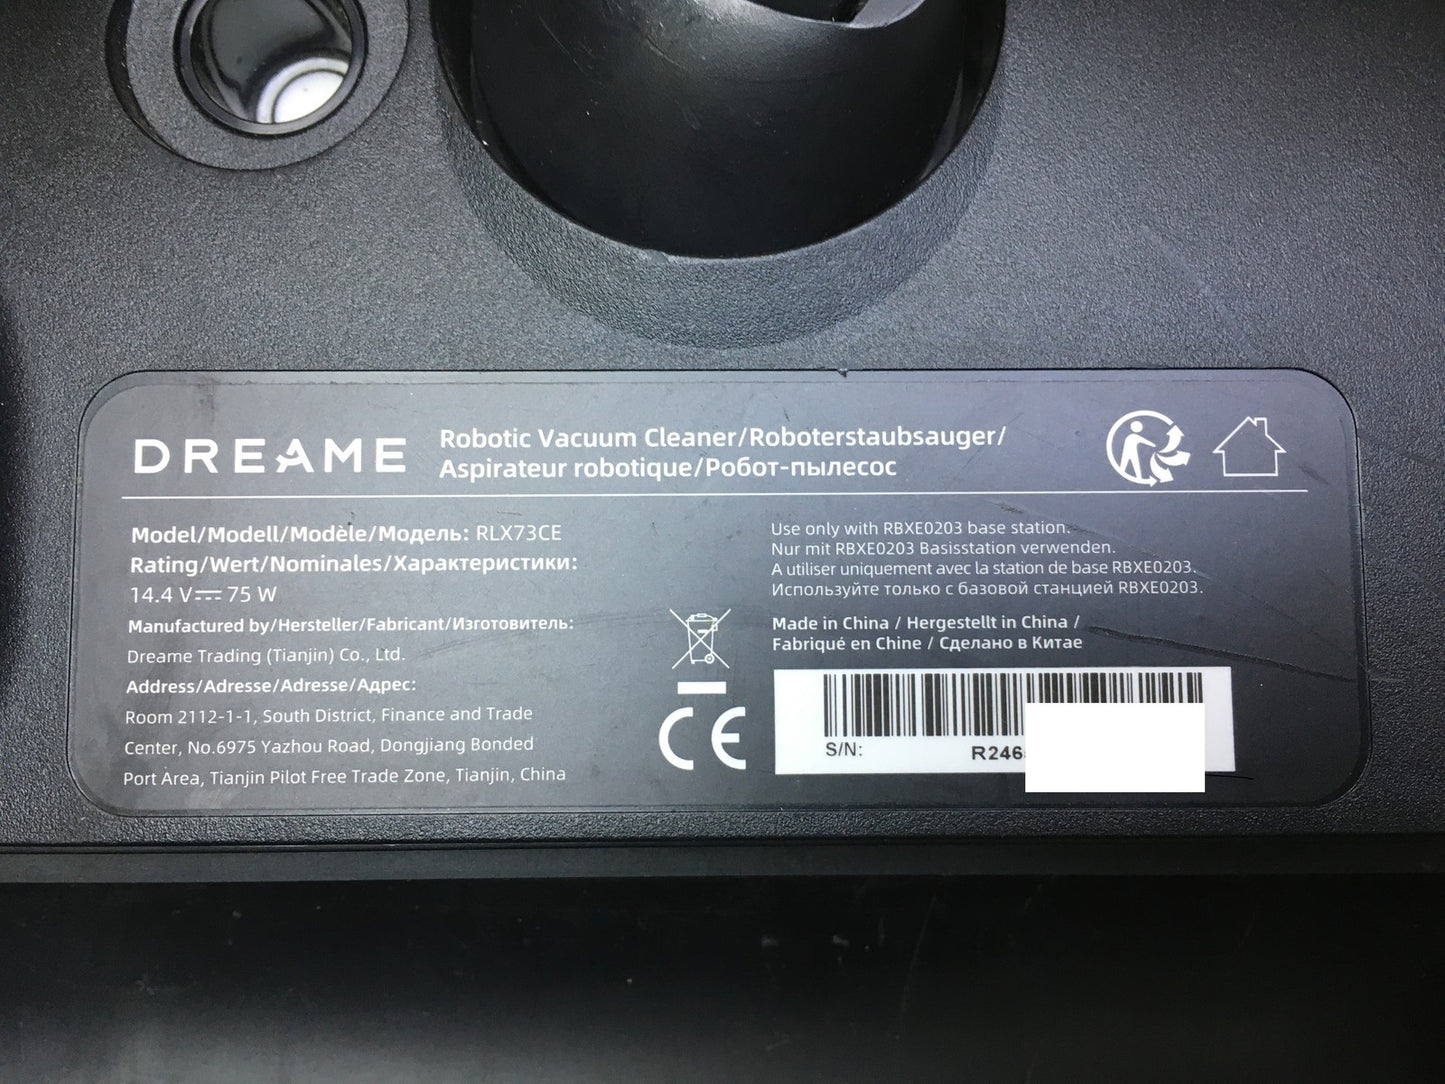 DREAME
Robotic Vacuum Cleaner/Roboterstaubsauger/
Aspirateur robotique/Робот-пылесос
Model/Modell/Modèle/Модель: RLX73CE
Rating/Wert/Nominales/Характеристики:
14.4 V⎓ 75 W
Manufactured by/Hersteller/Fabricant/Изготовитель:
Dreame Trading (Tianjin) Co., Ltd.
Address/Adresse/Adresse/Адрес:
Room 2112-1-1, South District, Finance and Trade
Center, No.6975 Yazhou Road, Dongjiang Bonded
Port Area, Tianjin Pilot Free Trade Zone, Tianjin, China
Use only with RBXE0203 base station.
Nur mit RBXE0203 Basisstation verwenden.
A utiliser uniquement avec la station de base RBXE0203.
Используйте только с базовой станцией RBXE0203.
Made in China / Hergestellt in China /
Fabriqué en Chine / Сделано в Китае
CE
S/N: R246